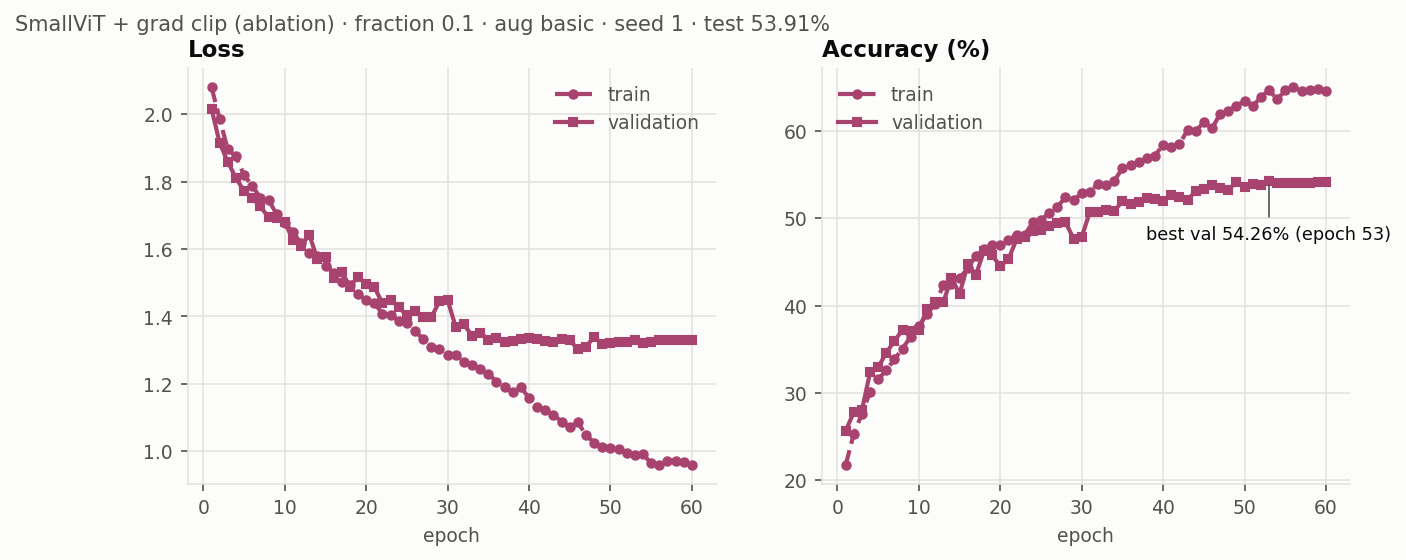 SmallViT + grad clip (ablation) · fraction 0.1 · aug basic · seed 1 · test 53.91%
Loss
train
validation
2.0
1.8
1.6
1.4
1.2
1.0
0 10 20 30 40 50 60
epoch
Accuracy (%)
train
validation
best val 54.26% (epoch 53)
60
50
40
30
20
0 10 20 30 40 50 60
epoch